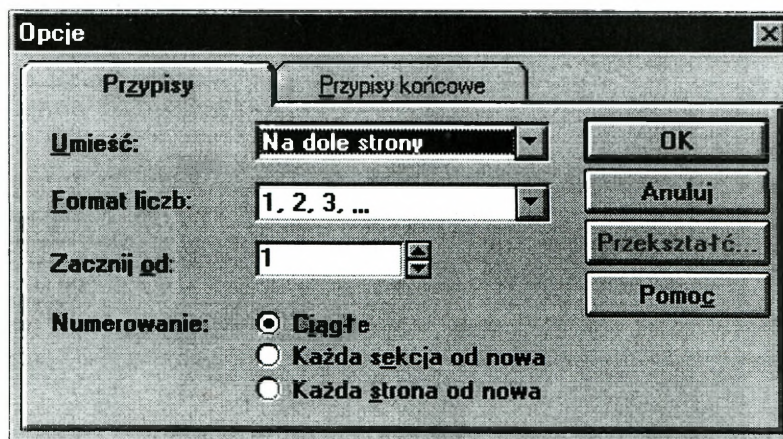 Opcje
Przypisy
Przypisy końcowe
Umieść:
Na dole strony
OK
Format liczb:
1, 2, 3, ...
Anuluj
Zacznij od:
1
Przekształć...
Pomoc
Numerowanie:
Ciągłe
Każda sekcja od nowa
Każda strona od nowa